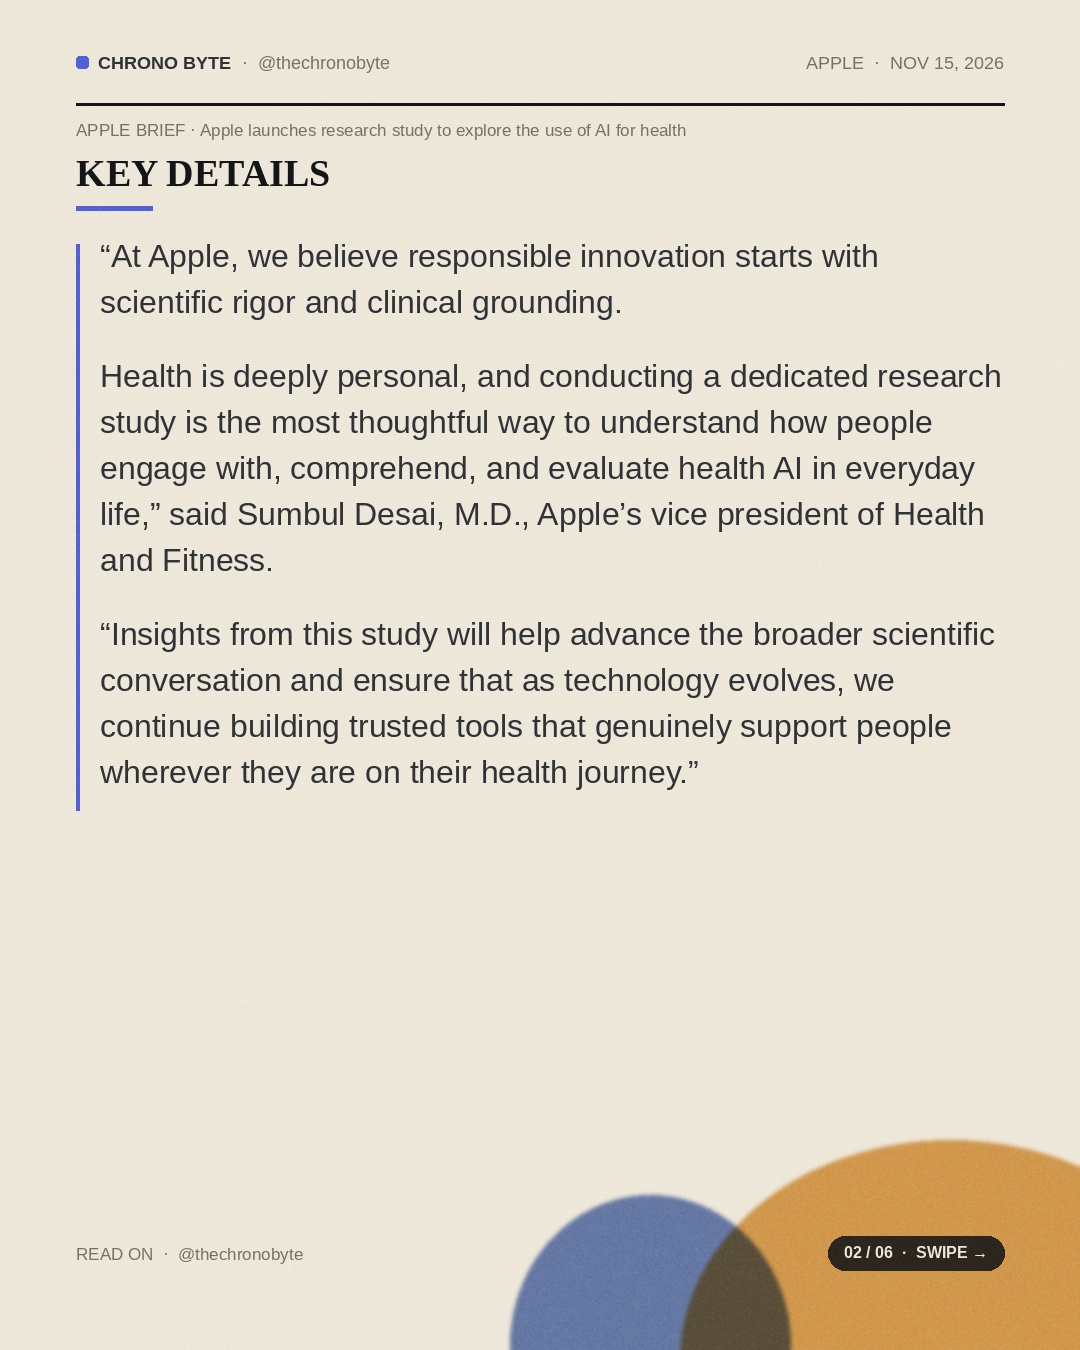 CHRONO BYTE · @thechronobyte
APPLE · NOV 15, 2026
APPLE BRIEF · Apple launches research study to explore the use of AI for health
KEY DETAILS
“At Apple, we believe responsible innovation starts with
scientific rigor and clinical grounding.
Health is deeply personal, and conducting a dedicated research
study is the most thoughtful way to understand how people
engage with, comprehend, and evaluate health AI in everyday
life,” said Sumbul Desai, M.D., Apple’s vice president of Health
and Fitness.
“Insights from this study will help advance the broader scientific
conversation and ensure that as technology evolves, we
continue building trusted tools that genuinely support people
wherever they are on their health journey.”
READ ON · @thechronobyte
02 / 06 · SWIPE →